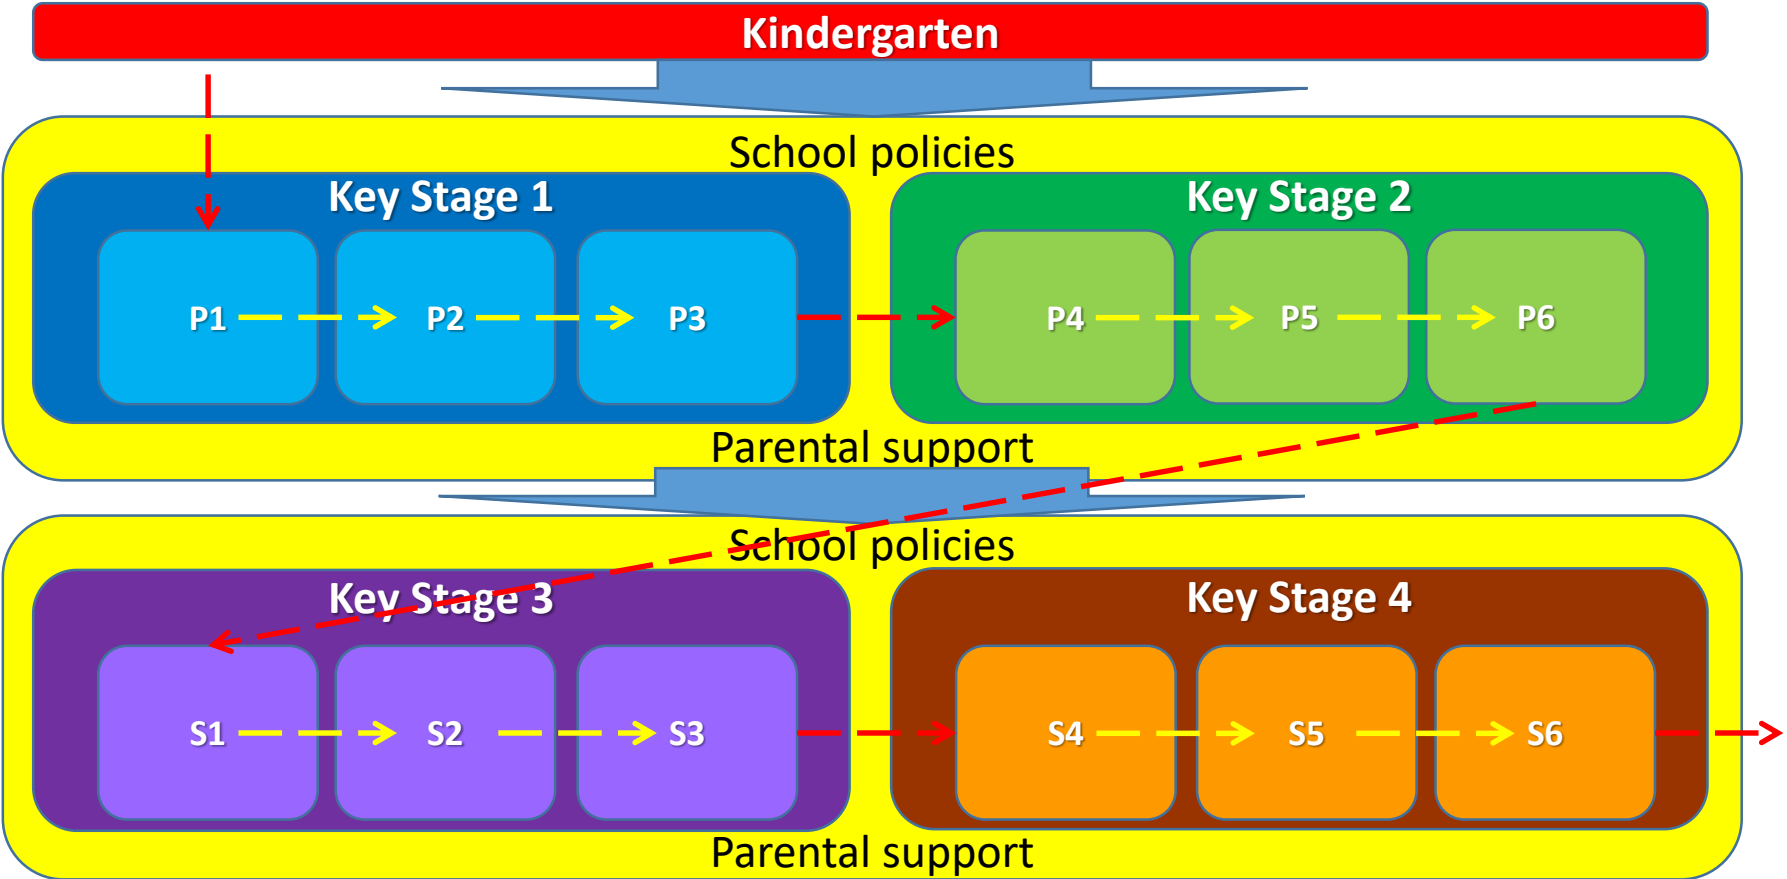 Kindergarten
School policies
Key Stage 1
Key Stage 2
P1
P2
P3
P4
P5
P6
Parental support
School policies
Key Stage 3
Key Stage 4
S1
S2
S3
S4
S5
S6
Parental support